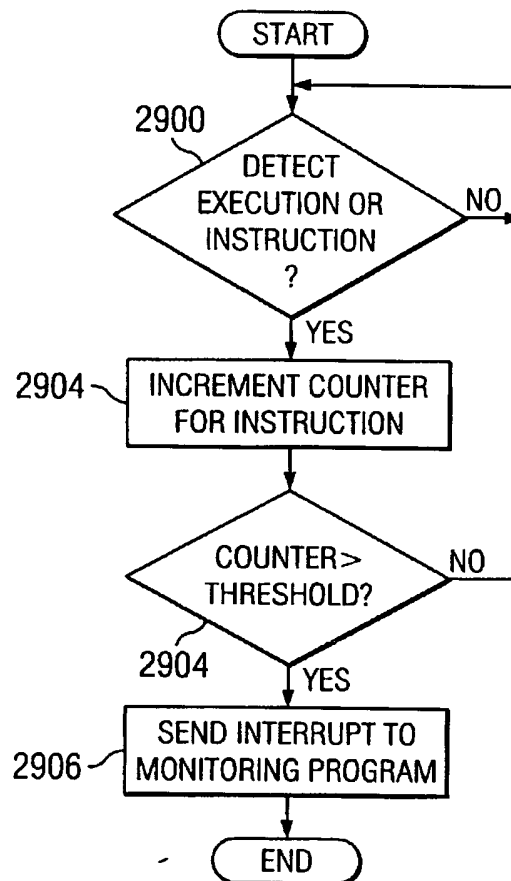 START
2900
DETECT
EXECUTION OR
INSTRUCTION
?
NO
YES
2904
INCREMENT COUNTER
FOR INSTRUCTION
COUNTER>
THRESHOLD?
NO
2904
YES
2906
SEND INTERRUPT TO
MONITORING PROGRAM
END